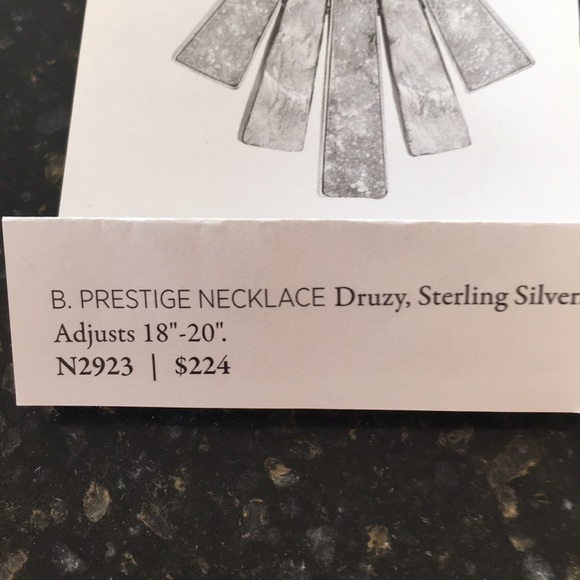 B. PRESTIGE NECKLACE Druzy, Sterling Silver.
Adjusts 18"-20".
N2923 | $224